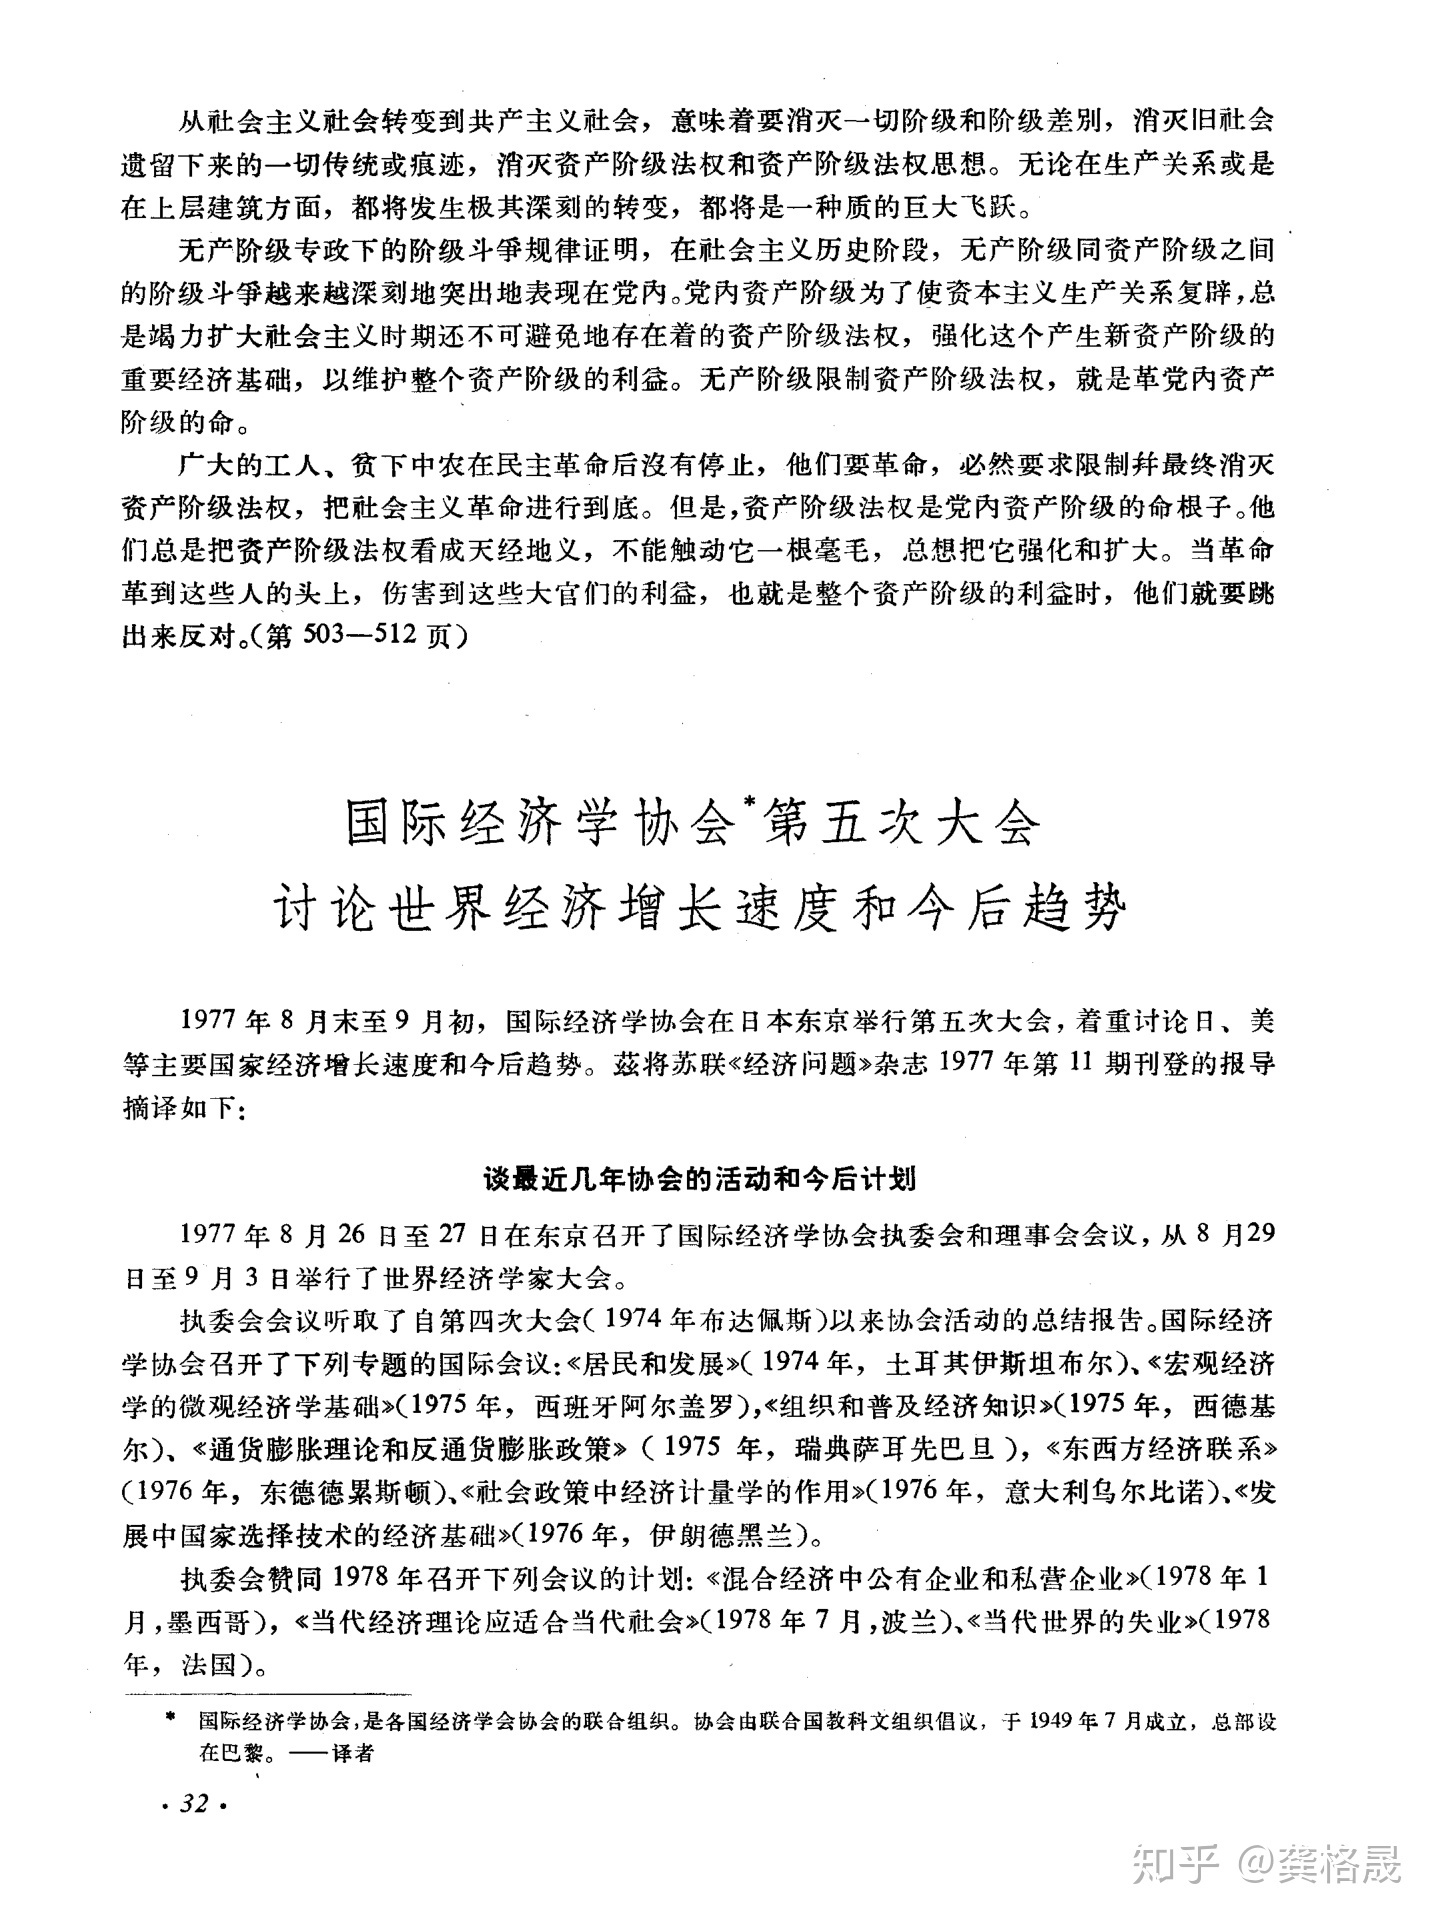 从社会主义社会转变到共产主义社会，意味着要消灭一切阶级和阶级差别，消灭旧社会
遗留下来的一切传统或痕迹，消灭资产阶级法权和资产阶级法权思想。无论在生产关系或是
在上层建筑方面，都将发生极其深刻的转变，都将是一种质的巨大飞跃。
无产阶级专政下的阶级斗争规律证明，在社会主义历史阶段，无产阶级同资产阶级之间
的阶级斗争越来越深刻地突出地表现在党内。党内资产阶级为了使资本主义生产关系复辟，总
是竭力扩大社会主义时期还不可避免地存在着的资产阶级法权，强化这个产生新资产阶级的
重要经济基础，以维护整个资产阶级的利益。无产阶级限制资产阶级法权，就是革党内资产
阶级的命。
广大的工人、贫下中农在民主革命后沒有停止，他们要革命，必然要求限制幷最终消灭
资产阶级法权，把社会主义革命进行到底。但是，资产阶级法权是党内资产阶级的命根子。他
们总是把资产阶级法权看成天经地义，不能触动它一根毫毛，总想把它强化和扩大。当革命
革到这些人的头上，伤害到这些大官们的利益，也就是整个资产阶级的利益时，他们就要跳
出来反对。（第 503—512 页）
国际经济学协会*第五次大会
讨论世界经济增长速度和今后趋势
1977 年 8 月末至 9 月初，国际经济学协会在日本东京举行第五次大会，着重讨论日、美
等主要国家经济增长速度和今后趋势。茲将苏联《经济问题》杂志 1977 年第 11 期刊登的报导
摘译如下：
谈最近几年协会的活动和今后计划
1977 年 8 月 26 日至 27 日在东京召开了国际经济学协会执委会和理事会会议，从 8 月29
日至 9 月 3 日举行了世界经济学家大会。
执委会会议听取了自第四次大会（1974 年布达佩斯）以来协会活动的总结报告。国际经济
学协会召开了下列专题的国际会议：《居民和发展》（1974 年，土耳其伊斯坦布尔）、《宏观经济
学的微观经济学基础》（1975 年，西班牙阿尔盖罗），《组织和普及经济知识》（1975 年，西德基
尔）、《通货膨胀理论和反通货膨胀政策》（1975 年，瑞典萨耳先巴旦），《东西方经济联系》
（1976 年，东德德累斯顿）、《社会政策中经济计量学的作用》（1976 年，意大利乌尔比诺）、《发
展中国家选择技术的经济基础》（1976 年，伊朗德黑兰）。
执委会赞同 1978 年召开下列会议的计划：《混合经济中公有企业和私营企业》（1978 年 1
月，墨西哥），《当代经济理论应适合当代社会》（1978 年 7 月，波兰）、《当代世界的失业》（1978
年，法国）。
* 国际经济学协会，是各国经济学会协会的联合组织。协会由联合国教科文组织倡议，于 1949 年 7 月成立，总部设
在巴黎。——译者
· 32 ·
知乎 @龚格晟